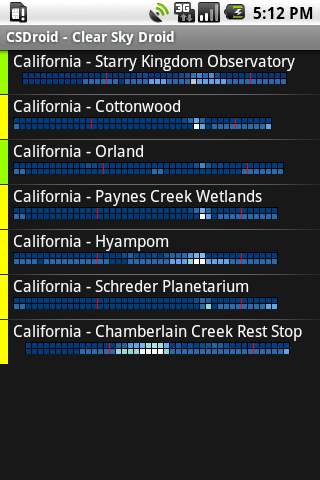 3G
5:12 PM
CSDroid - Clear Sky Droid
California - Starry Kingdom Observatory
California - Cottonwood
California - Orland
California - Paynes Creek Wetlands
California - Hyampom
California - Schreder Planetarium
California - Chamberlain Creek Rest Stop